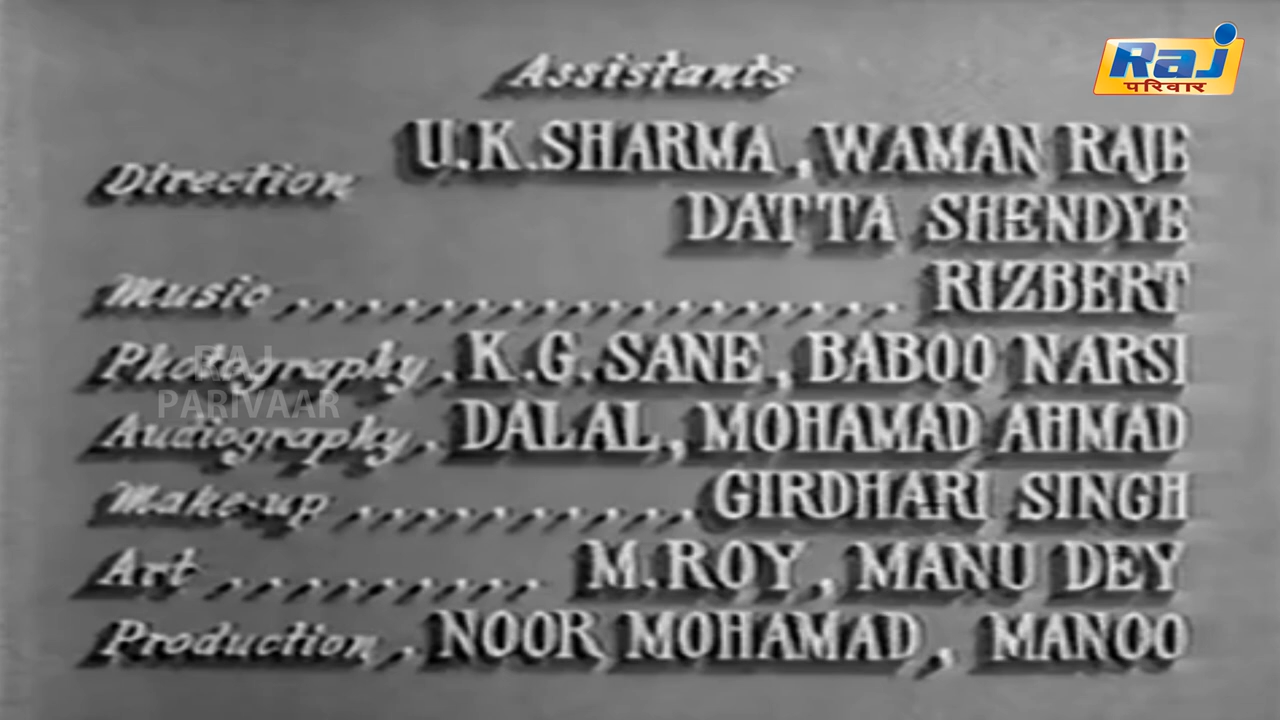 Raj
परिवार
Assistants
Direction U.K.SHARMA, WAMAN RAJE
DATTA SHENDYE
Music ................... RIZBERT
Photography. K.G.SANE, BABOO NARSI
RAJ
PARIVAAR
Audiography. DALAL, MOHAMAD AHMAD
Make-up ............ GIRDHARI SINGH
Art .......... M.ROY, MANU DEY
Production. NOOR MOHAMAD, MANOO